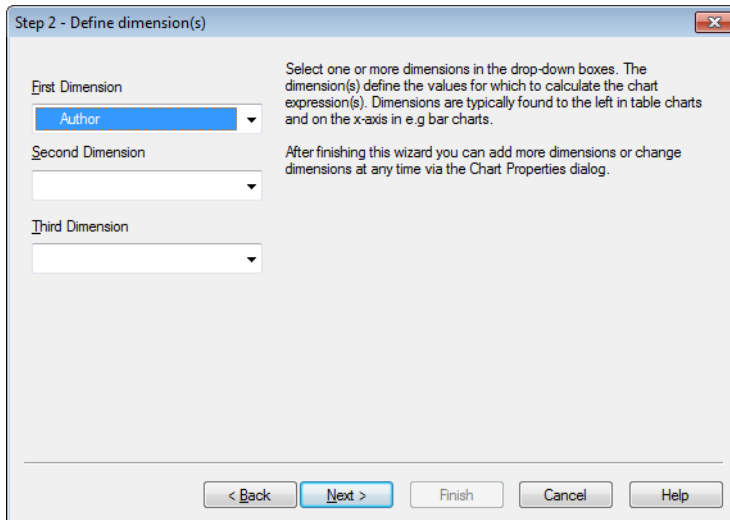 Step 2 - Define dimension(s)
First Dimension
Author
Second Dimension
Third Dimension
Select one or more dimensions in the drop-down boxes. The
dimension(s) define the values for which to calculate the chart
expression(s). Dimensions are typically found to the left in table charts
and on the x-axis in e.g bar charts.
After finishing this wizard you can add more dimensions or change
dimensions at any time via the Chart Properties dialog.
< Back
Next >
Finish
Cancel
Help